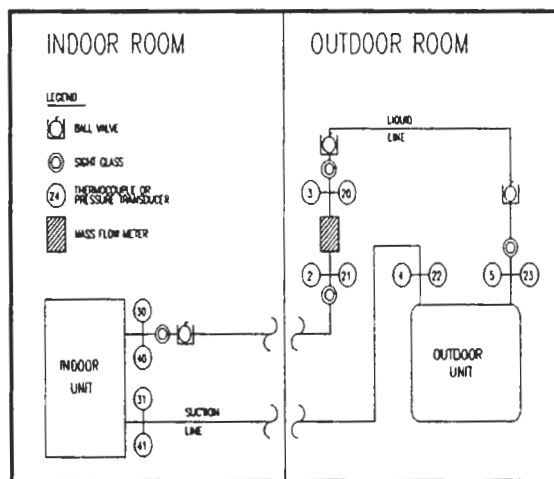 INDOOR ROOM
OUTDOOR ROOM
LEGEND
BALL VALVE
SIGHT GLASS
24 THERMOCOUPLE OR
PRESSURE TRANSDUCER
MASS FLOW METER
LIQUID
LINE
3 20
2 21
4 22
5 23
30
40
INDOOR
UNIT
31
41
SUCTION
LINE
OUTDOOR
UNIT